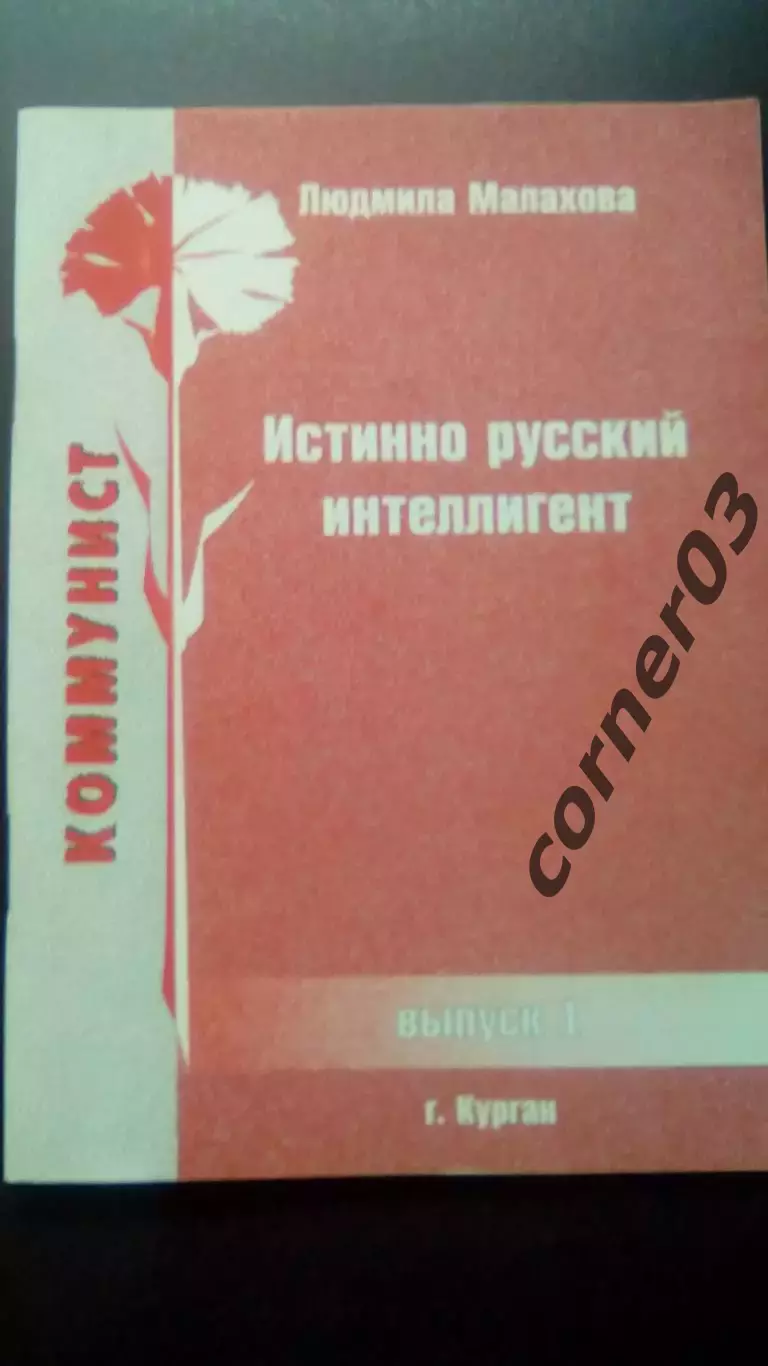 Людмила Малахова
Истинно русский
интеллигент
КОММУНИСТ
выпуск 1
г. Курган
corner03